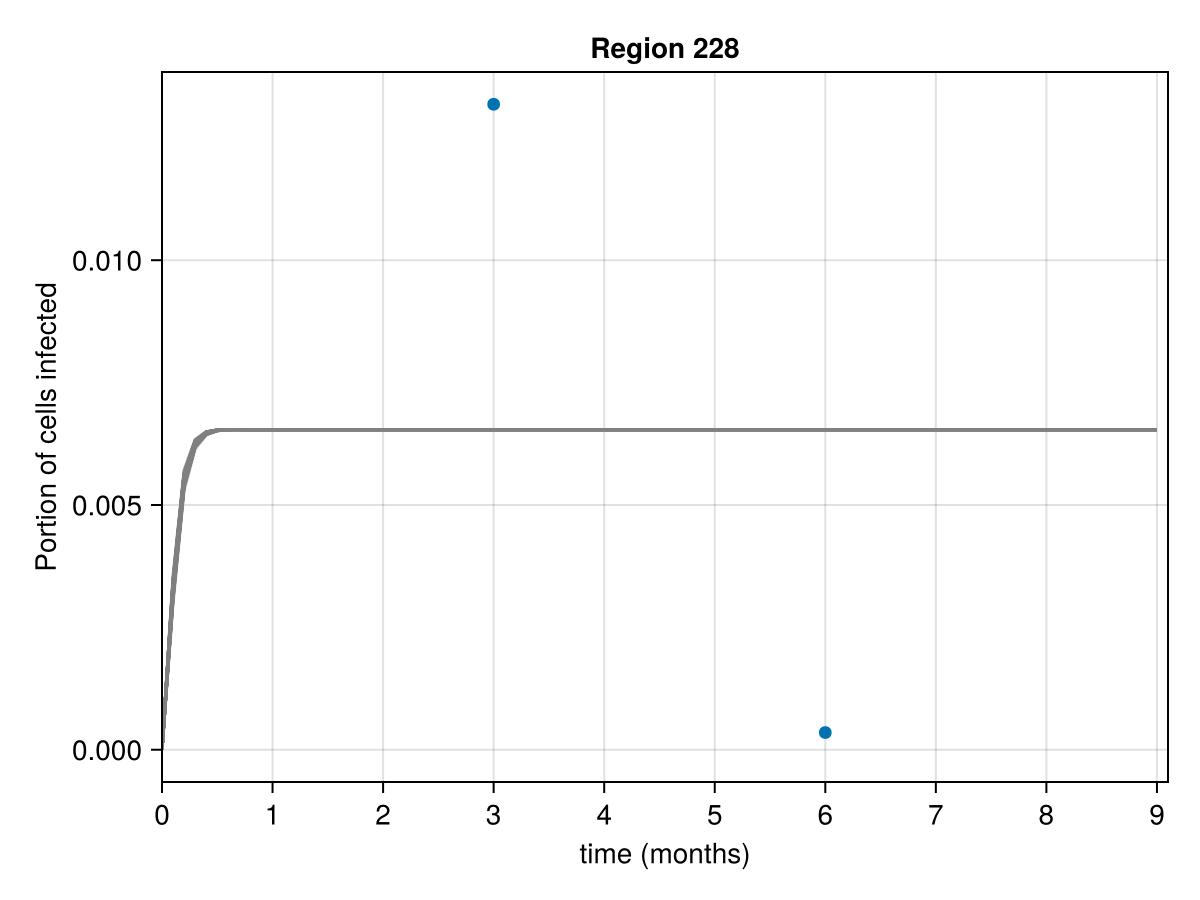 Region 228
Portion of cells infected
0.010
0.005
0.000
0 1 2 3 4 5 6 7 8 9
time (months)